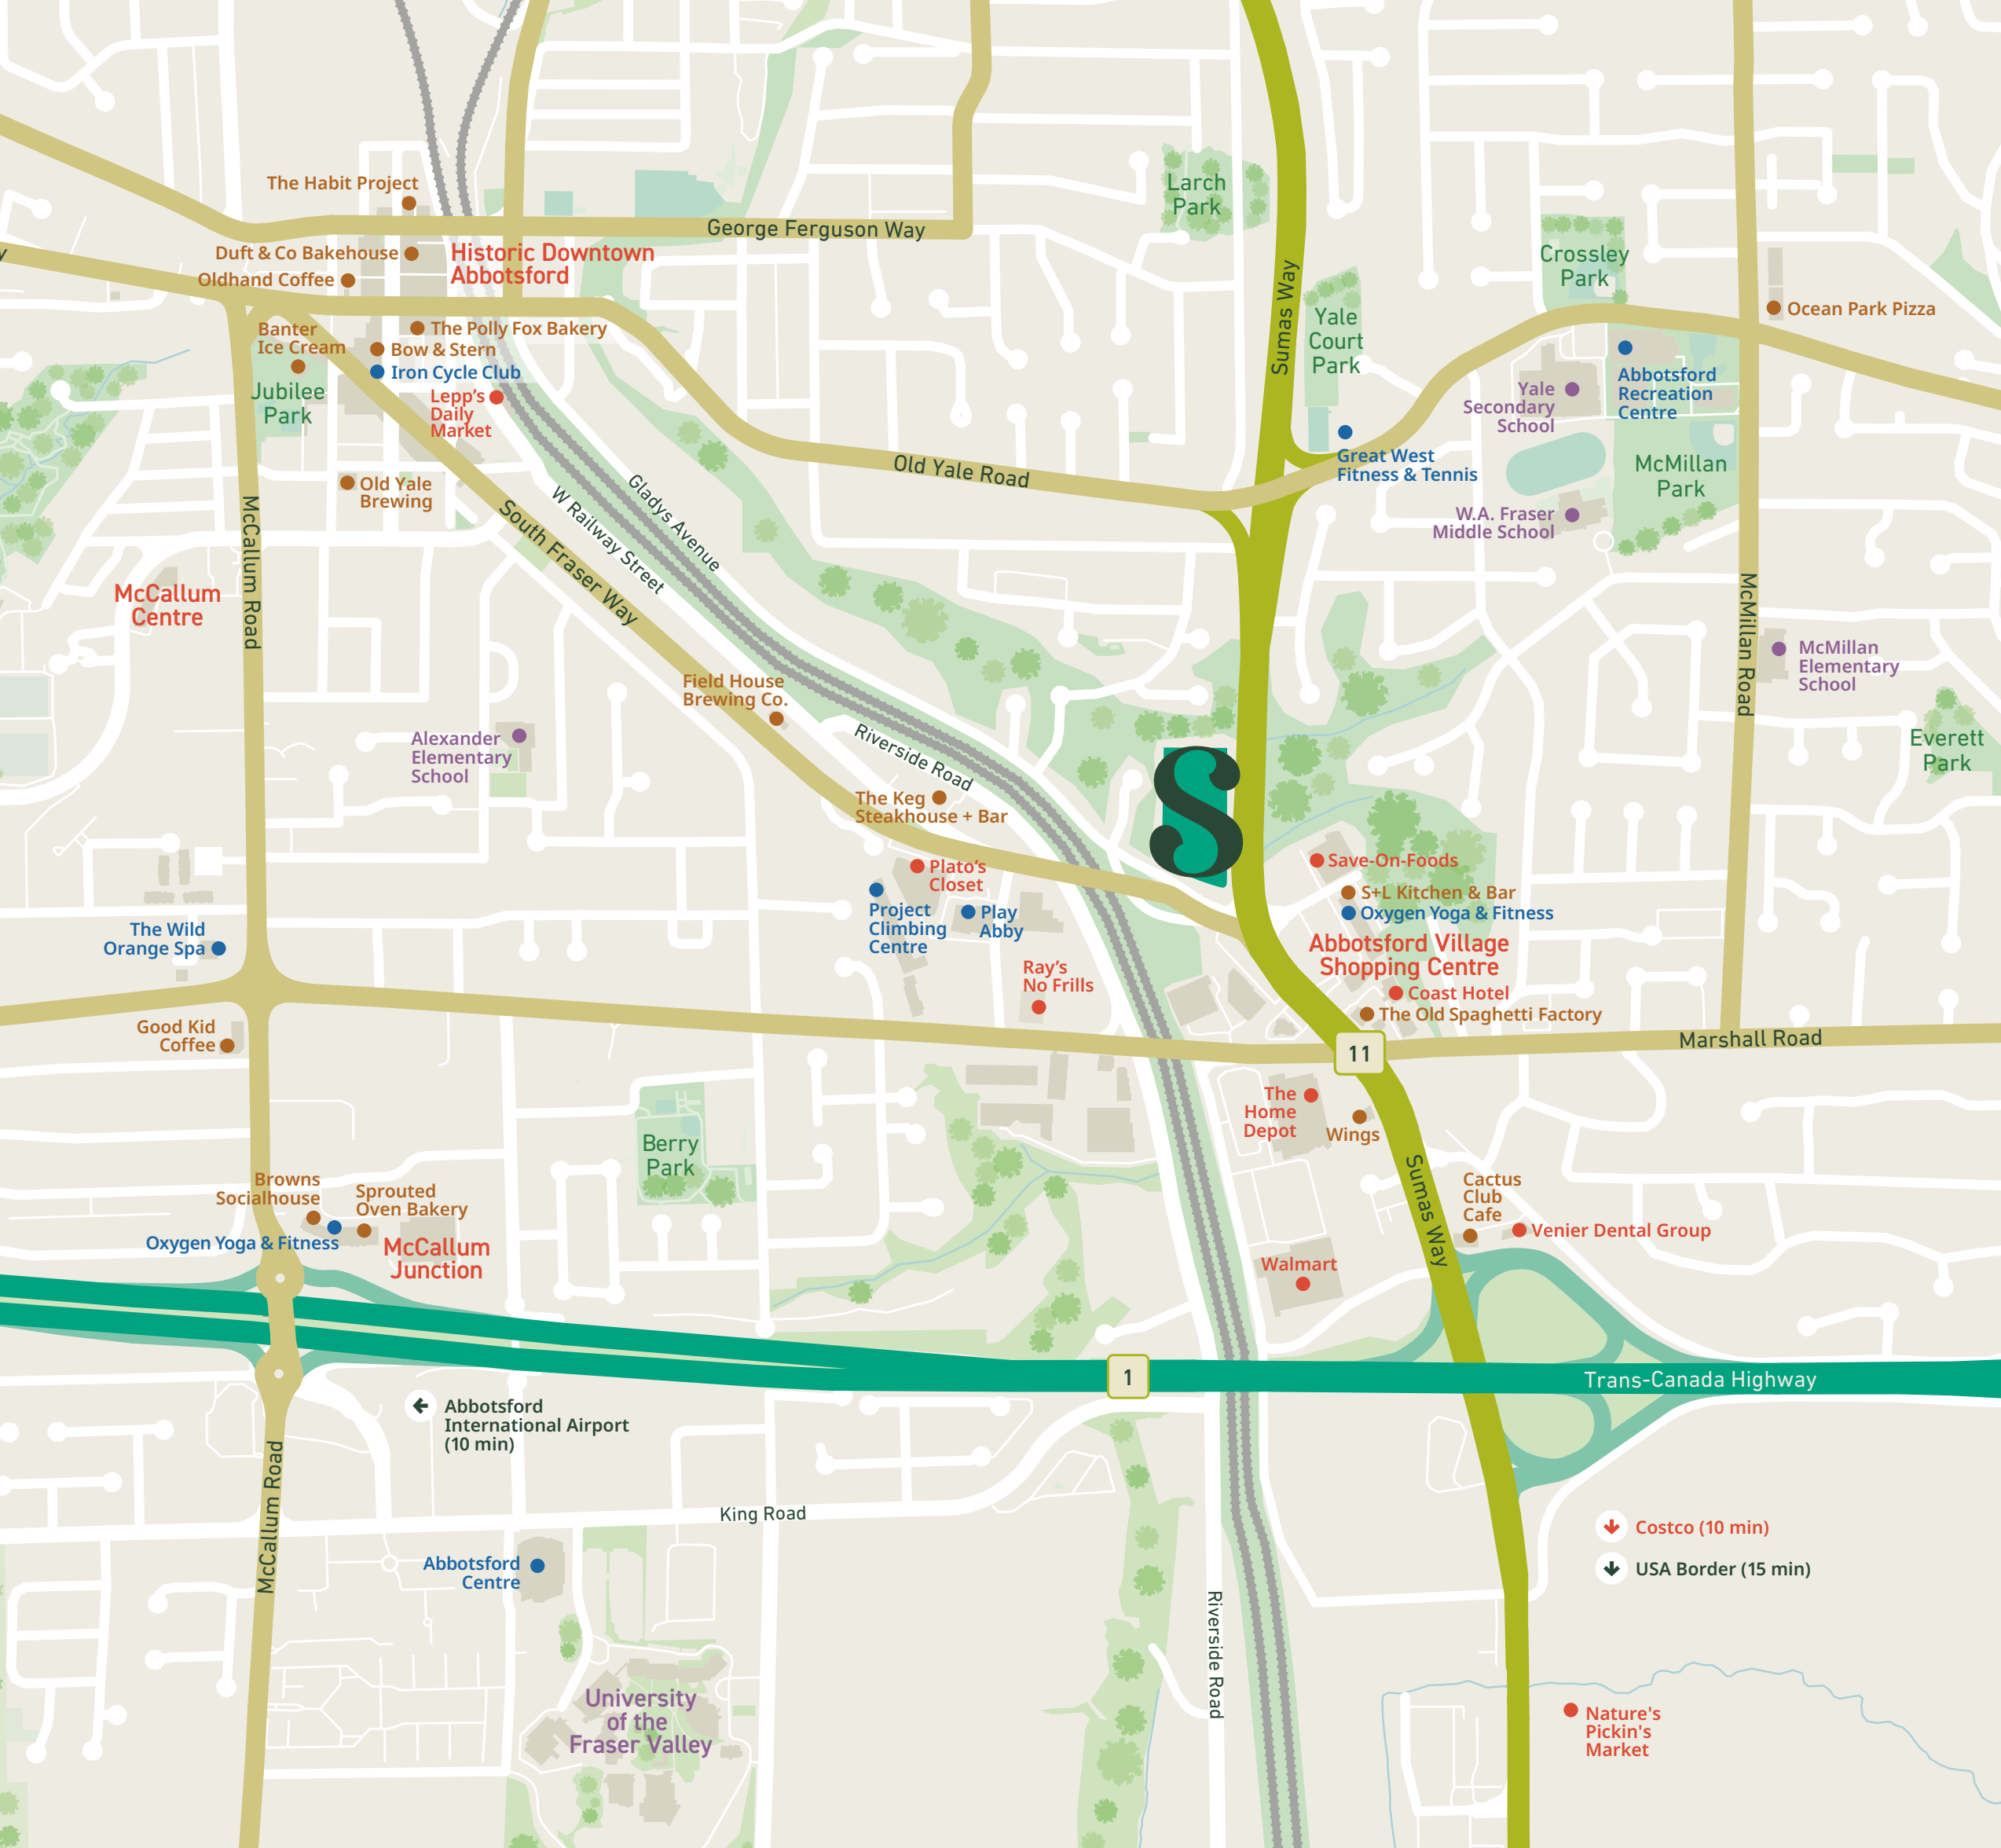 The Habit Project
Duft & Co Bakehouse
Oldhand Coffee
Historic Downtown
Abbotsford
George Ferguson Way
Larch
Park
Sumas Way
Crossley
Park
Ocean Park Pizza
Banter
Ice Cream
The Polly Fox Bakery
Bow & Stern
Iron Cycle Club
Jubilee
Park
Lepp's
Daily
Market
Yale
Court
Park
Yale
Secondary
School
Abbotsford
Recreation
Centre
Great West
Fitness & Tennis
McMillan
Park
W.A. Fraser
Middle School
Old Yale
Brewing
Old Yale Road
Gladys Avenue
W Railway Street
South Fraser Way
McCallum Road
McCallum
Centre
McMillan Road
McMillan
Elementary
School
Everett
Park
Field House
Brewing Co.
Alexander
Elementary
School
Riverside Road
The Keg
Steakhouse + Bar
S
Plato's
Closet
Project
Climbing
Centre
Play
Abby
Save-On-Foods
S+L Kitchen & Bar
Oxygen Yoga & Fitness
Abbotsford Village
Shopping Centre
Coast Hotel
The Old Spaghetti Factory
The Wild
Orange Spa
Ray's
No Frills
Good Kid
Coffee
11
Marshall Road
The
Home
Depot
Wings
Berry
Park
Sumas Way
Cactus
Club
Cafe
Venier Dental Group
Browns
Socialhouse
Sprouted
Oven Bakery
Oxygen Yoga & Fitness
McCallum
Junction
Walmart
1
Trans-Canada Highway
Abbotsford
International Airport
(10 min)
McCallum Road
King Road
Costco (10 min)
USA Border (15 min)
Abbotsford
Centre
Riverside Road
University
of the
Fraser Valley
Nature's
Pickin's
Market